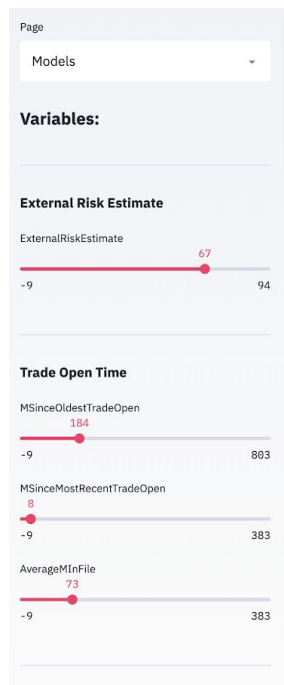 Page
Models
Variables:
External Risk Estimate
ExternalRiskEstimate
67
-9 94
Trade Open Time
MSinceOldestTradeOpen
184
-9 803
MSinceMostRecentTradeOpen
8
-9 383
AverageMInFile
73
-9 383